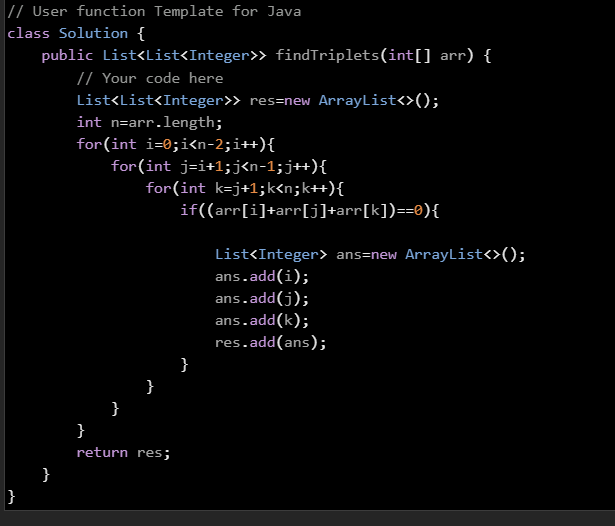 // User function Template for Java
class Solution {
    public List<List<Integer>> findTriplets(int[] arr) {
        // Your code here
        List<List<Integer>> res=new ArrayList<>();
        int n=arr.length;
        for(int i=0;i<n-2;i++){
            for(int j=i+1;j<n-1;j++){
                for(int k=j+1;k<n;k++){
                    if((arr[i]+arr[j]+arr[k])==0){
                        List<Integer> ans=new ArrayList<>();
                        ans.add(i);
                        ans.add(j);
                        ans.add(k);
                        res.add(ans);
                    }
                }
            }
        }
        return res;
    }
}